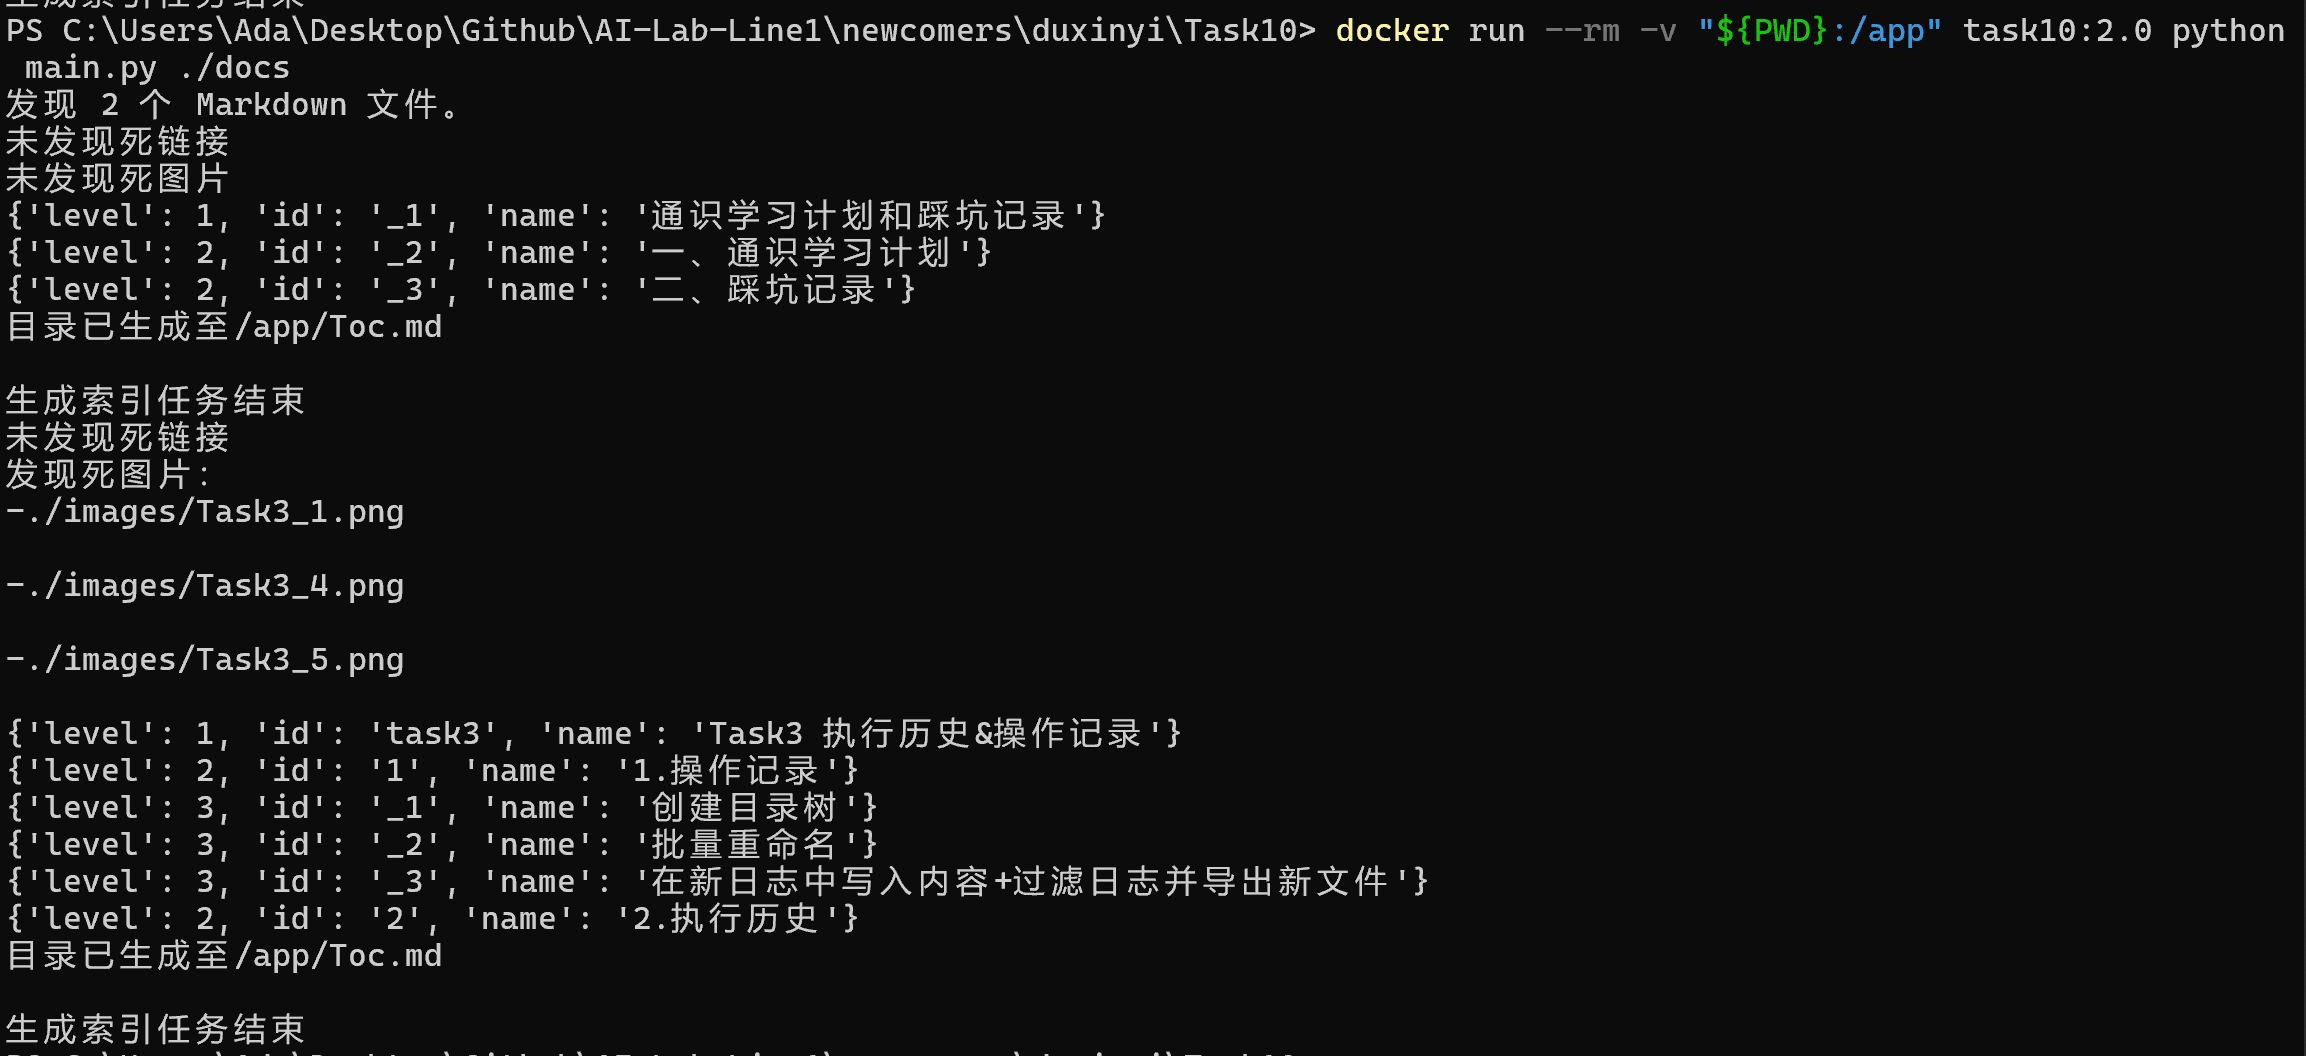 生成索引任务结束
PS C:\Users\Ada\Desktop\Github\AI-Lab-Line1\newcomers\duxinyi\Task10> docker run --rm -v "${PWD}:/app" task10:2.0 python
 main.py ./docs
发现 2 个 Markdown 文件。
未发现死链接
未发现死图片
{'level': 1, 'id': '_1', 'name': '通识学习计划和踩坑记录'}
{'level': 2, 'id': '_2', 'name': '一、通识学习计划'}
{'level': 2, 'id': '_3', 'name': '二、踩坑记录'}
目录已生成至/app/Toc.md
生成索引任务结束
未发现死链接
发现死图片:
-./images/Task3_1.png
-./images/Task3_4.png
-./images/Task3_5.png
{'level': 1, 'id': 'task3', 'name': 'Task3 执行历史&操作记录'}
{'level': 2, 'id': '1', 'name': '1.操作记录'}
{'level': 3, 'id': '_1', 'name': '创建目录树'}
{'level': 3, 'id': '_2', 'name': '批量重命名'}
{'level': 3, 'id': '_3', 'name': '在新日志中写入内容+过滤日志并导出新文件'}
{'level': 2, 'id': '2', 'name': '2.执行历史'}
目录已生成至/app/Toc.md
生成索引任务结束